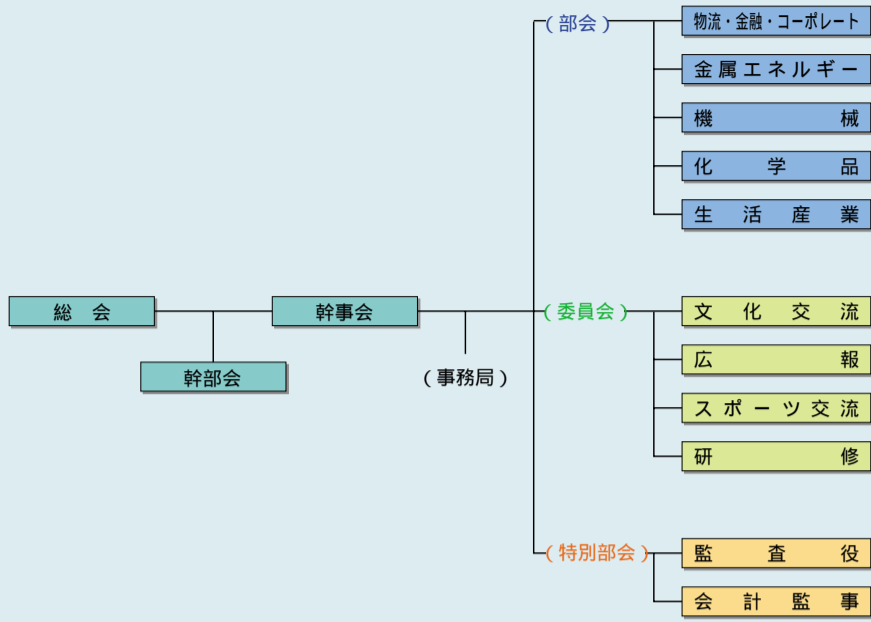 (部会)
物流・金融・コーポレート
金属エネルギー
機械
化学品
生活産業
総会
幹事会
幹部会
(事務局)
(委員会)
文化交流
広報
スポーツ交流
研修
(特別部会)
監査役
会計監事